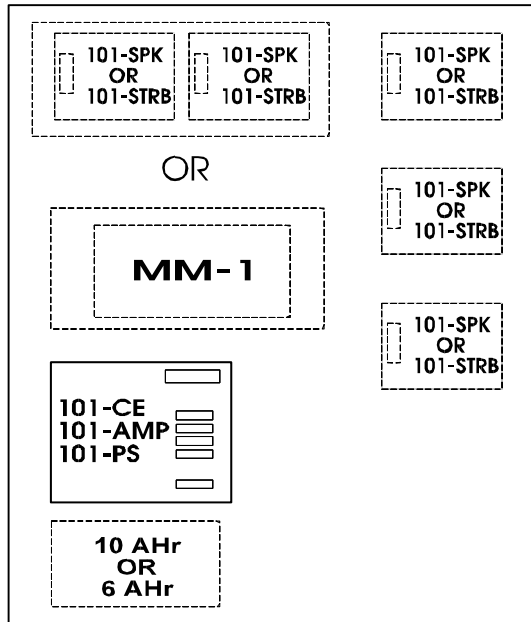 101-SPK
OR
101-STRB
101-SPK
OR
101-STRB
101-SPK
OR
101-STRB
OR
101-SPK
OR
101-STRB
MM-1
101-SPK
OR
101-STRB
101-CE
101-AMP
101-PS
10 AHr
OR
6 AHr